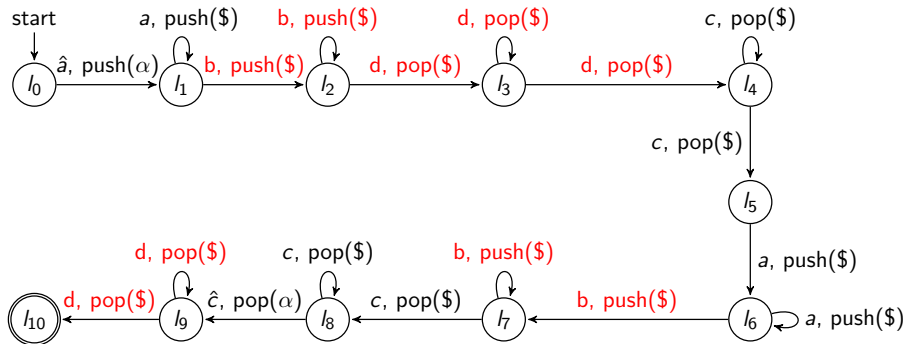 start
a, push($)
b, push($)
d, pop($)
c, pop($)
l0
â, push(α)
l1
b, push($)
l2
d, pop($)
l3
d, pop($)
l4
c, pop($)
l5
a, push($)
d, pop($)
c, pop($)
b, push($)
l10
d, pop($)
l9
ĉ, pop(α)
l8
c, pop($)
l7
b, push($)
l6
a, push($)